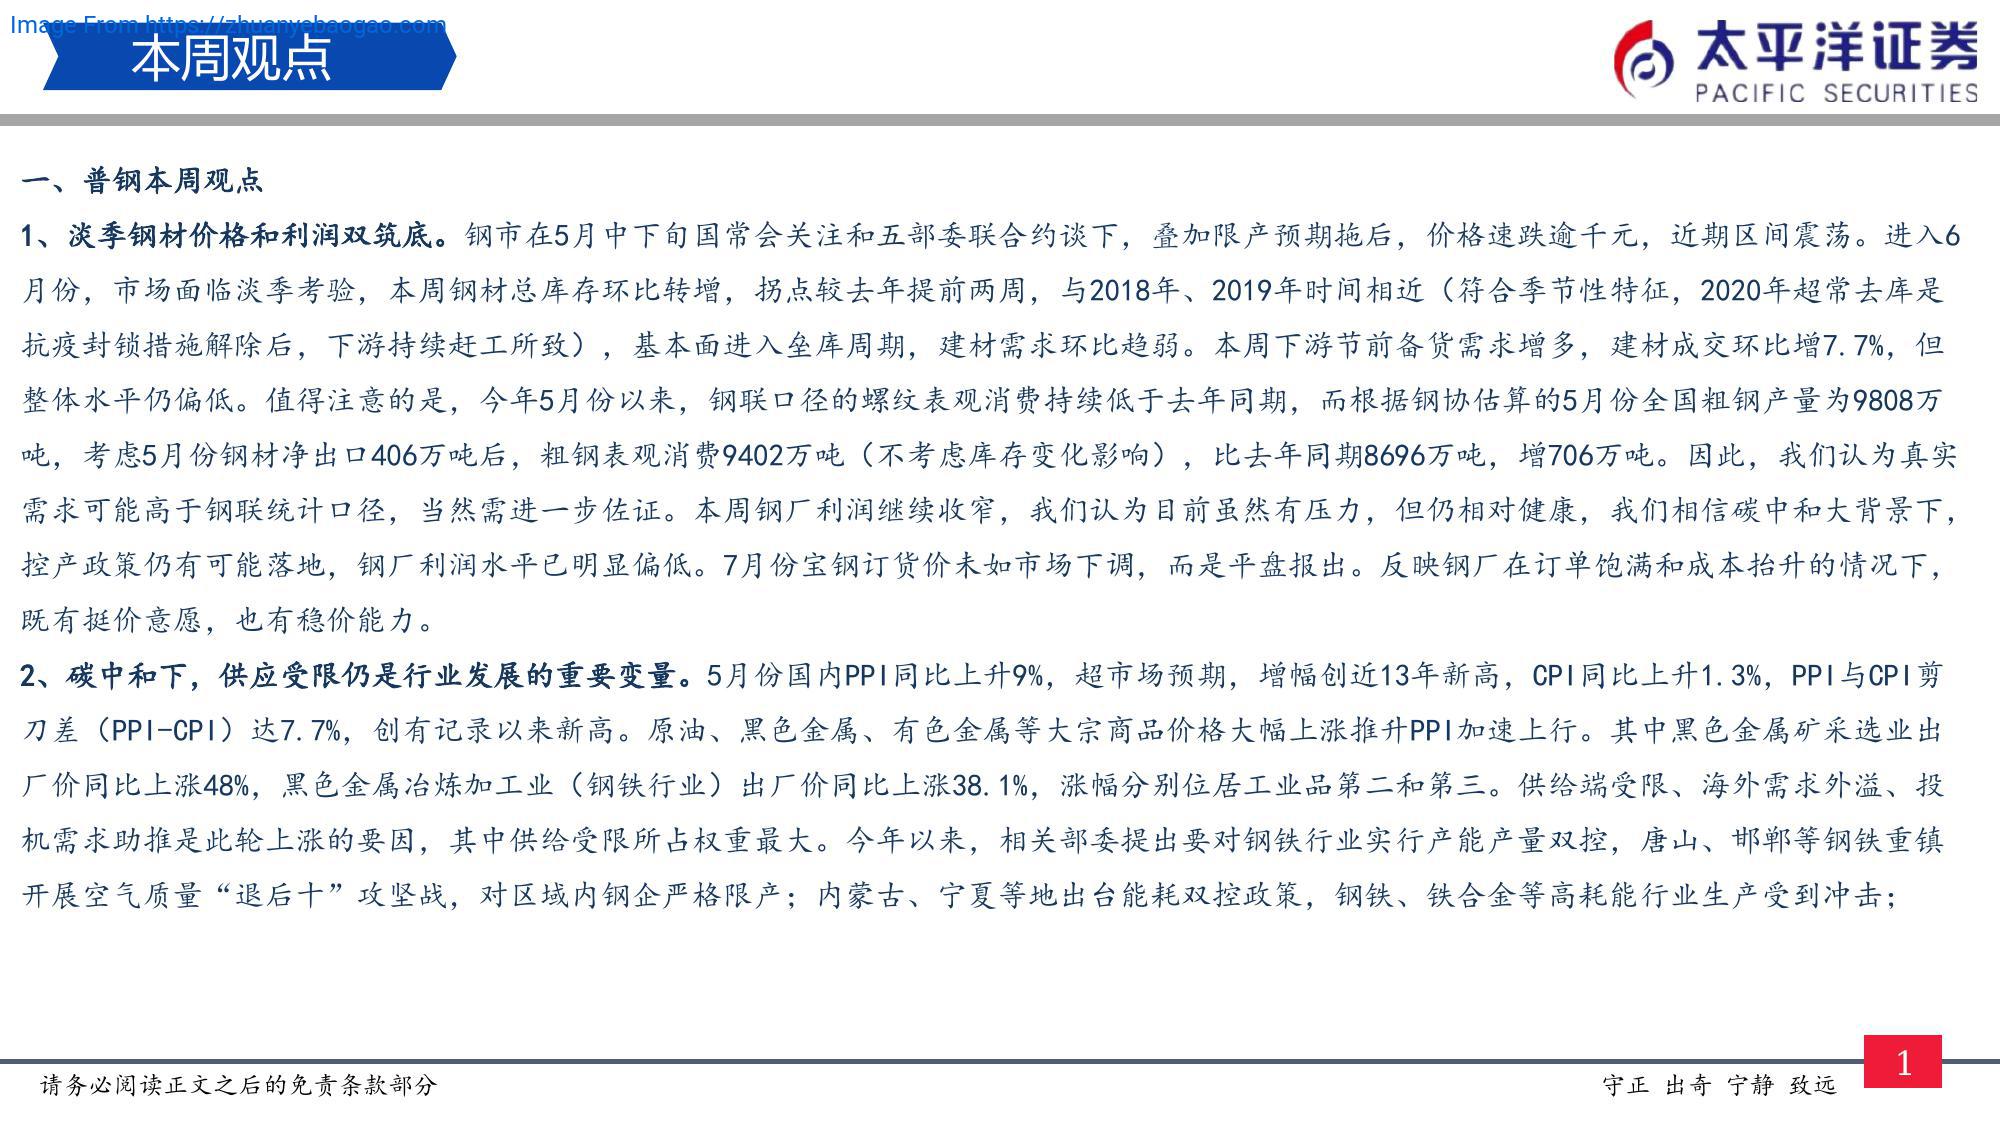 Image From https://zhuanyebaogao.com
本周观点
太平洋证券
PACIFIC SECURITIES
一、普钢本周观点
1、淡季钢材价格和利润双筑底。钢市在5月中下旬国常会关注和五部委联合约谈下，叠加限产预期拖后，价格速跌逾千元，近期区间震荡。进入6
月份，市场面临淡季考验，本周钢材总库存环比转增，拐点较去年提前两周，与2018年、2019年时间相近（符合季节性特征，2020年超常去库是
抗疫封锁措施解除后，下游持续赶工所致），基本面进入垒库周期，建材需求环比趋弱。本周下游节前备货需求增多，建材成交环比增7.7%，但
整体水平仍偏低。值得注意的是，今年5月份以来，钢联口径的螺纹表观消费持续低于去年同期，而根据钢协估算的5月份全国粗钢产量为9808万
吨，考虑5月份钢材净出口406万吨后，粗钢表观消费9402万吨（不考虑库存变化影响），比去年同期8696万吨，增706万吨。因此，我们认为真实
需求可能高于钢联统计口径，当然需进一步佐证。本周钢厂利润继续收窄，我们认为目前虽然有压力，但仍相对健康，我们相信碳中和大背景下，
控产政策仍有可能落地，钢厂利润水平已明显偏低。7月份宝钢订货价未如市场下调，而是平盘报出。反映钢厂在订单饱满和成本抬升的情况下，
既有挺价意愿，也有稳价能力。
2、碳中和下，供应受限仍是行业发展的重要变量。5月份国内PPI同比上升9%，超市场预期，增幅创近13年新高，CPI同比上升1.3%，PPI与CPI剪
刀差（PPI-CPI）达7.7%，创有记录以来新高。原油、黑色金属、有色金属等大宗商品价格大幅上涨推升PPI加速上行。其中黑色金属矿采选业出
厂价同比上涨48%，黑色金属冶炼加工业（钢铁行业）出厂价同比上涨38.1%，涨幅分别位居工业品第二和第三。供给端受限、海外需求外溢、投
机需求助推是此轮上涨的要因，其中供给受限所占权重最大。今年以来，相关部委提出要对钢铁行业实行产能产量双控，唐山、邯郸等钢铁重镇
开展空气质量“退后十”攻坚战，对区域内钢企严格限产；内蒙古、宁夏等地出台能耗双控政策，钢铁、铁合金等高耗能行业生产受到冲击；
请务必阅读正文之后的免责条款部分
守正 出奇 宁静 致远
1